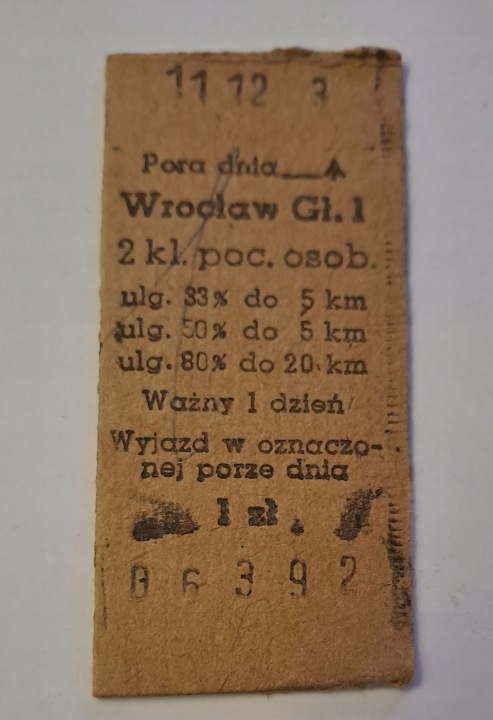 11 12 3
Pora dnia
Wrocław Gł. 1
2 kl. poc. osob.
ulg. 33% do 5 km
ulg. 50% do 5 km
ulg. 80% do 20 km
Ważny 1 dzień
Wyjazd w oznaczo-
nej porze dnia
1 zł
06392